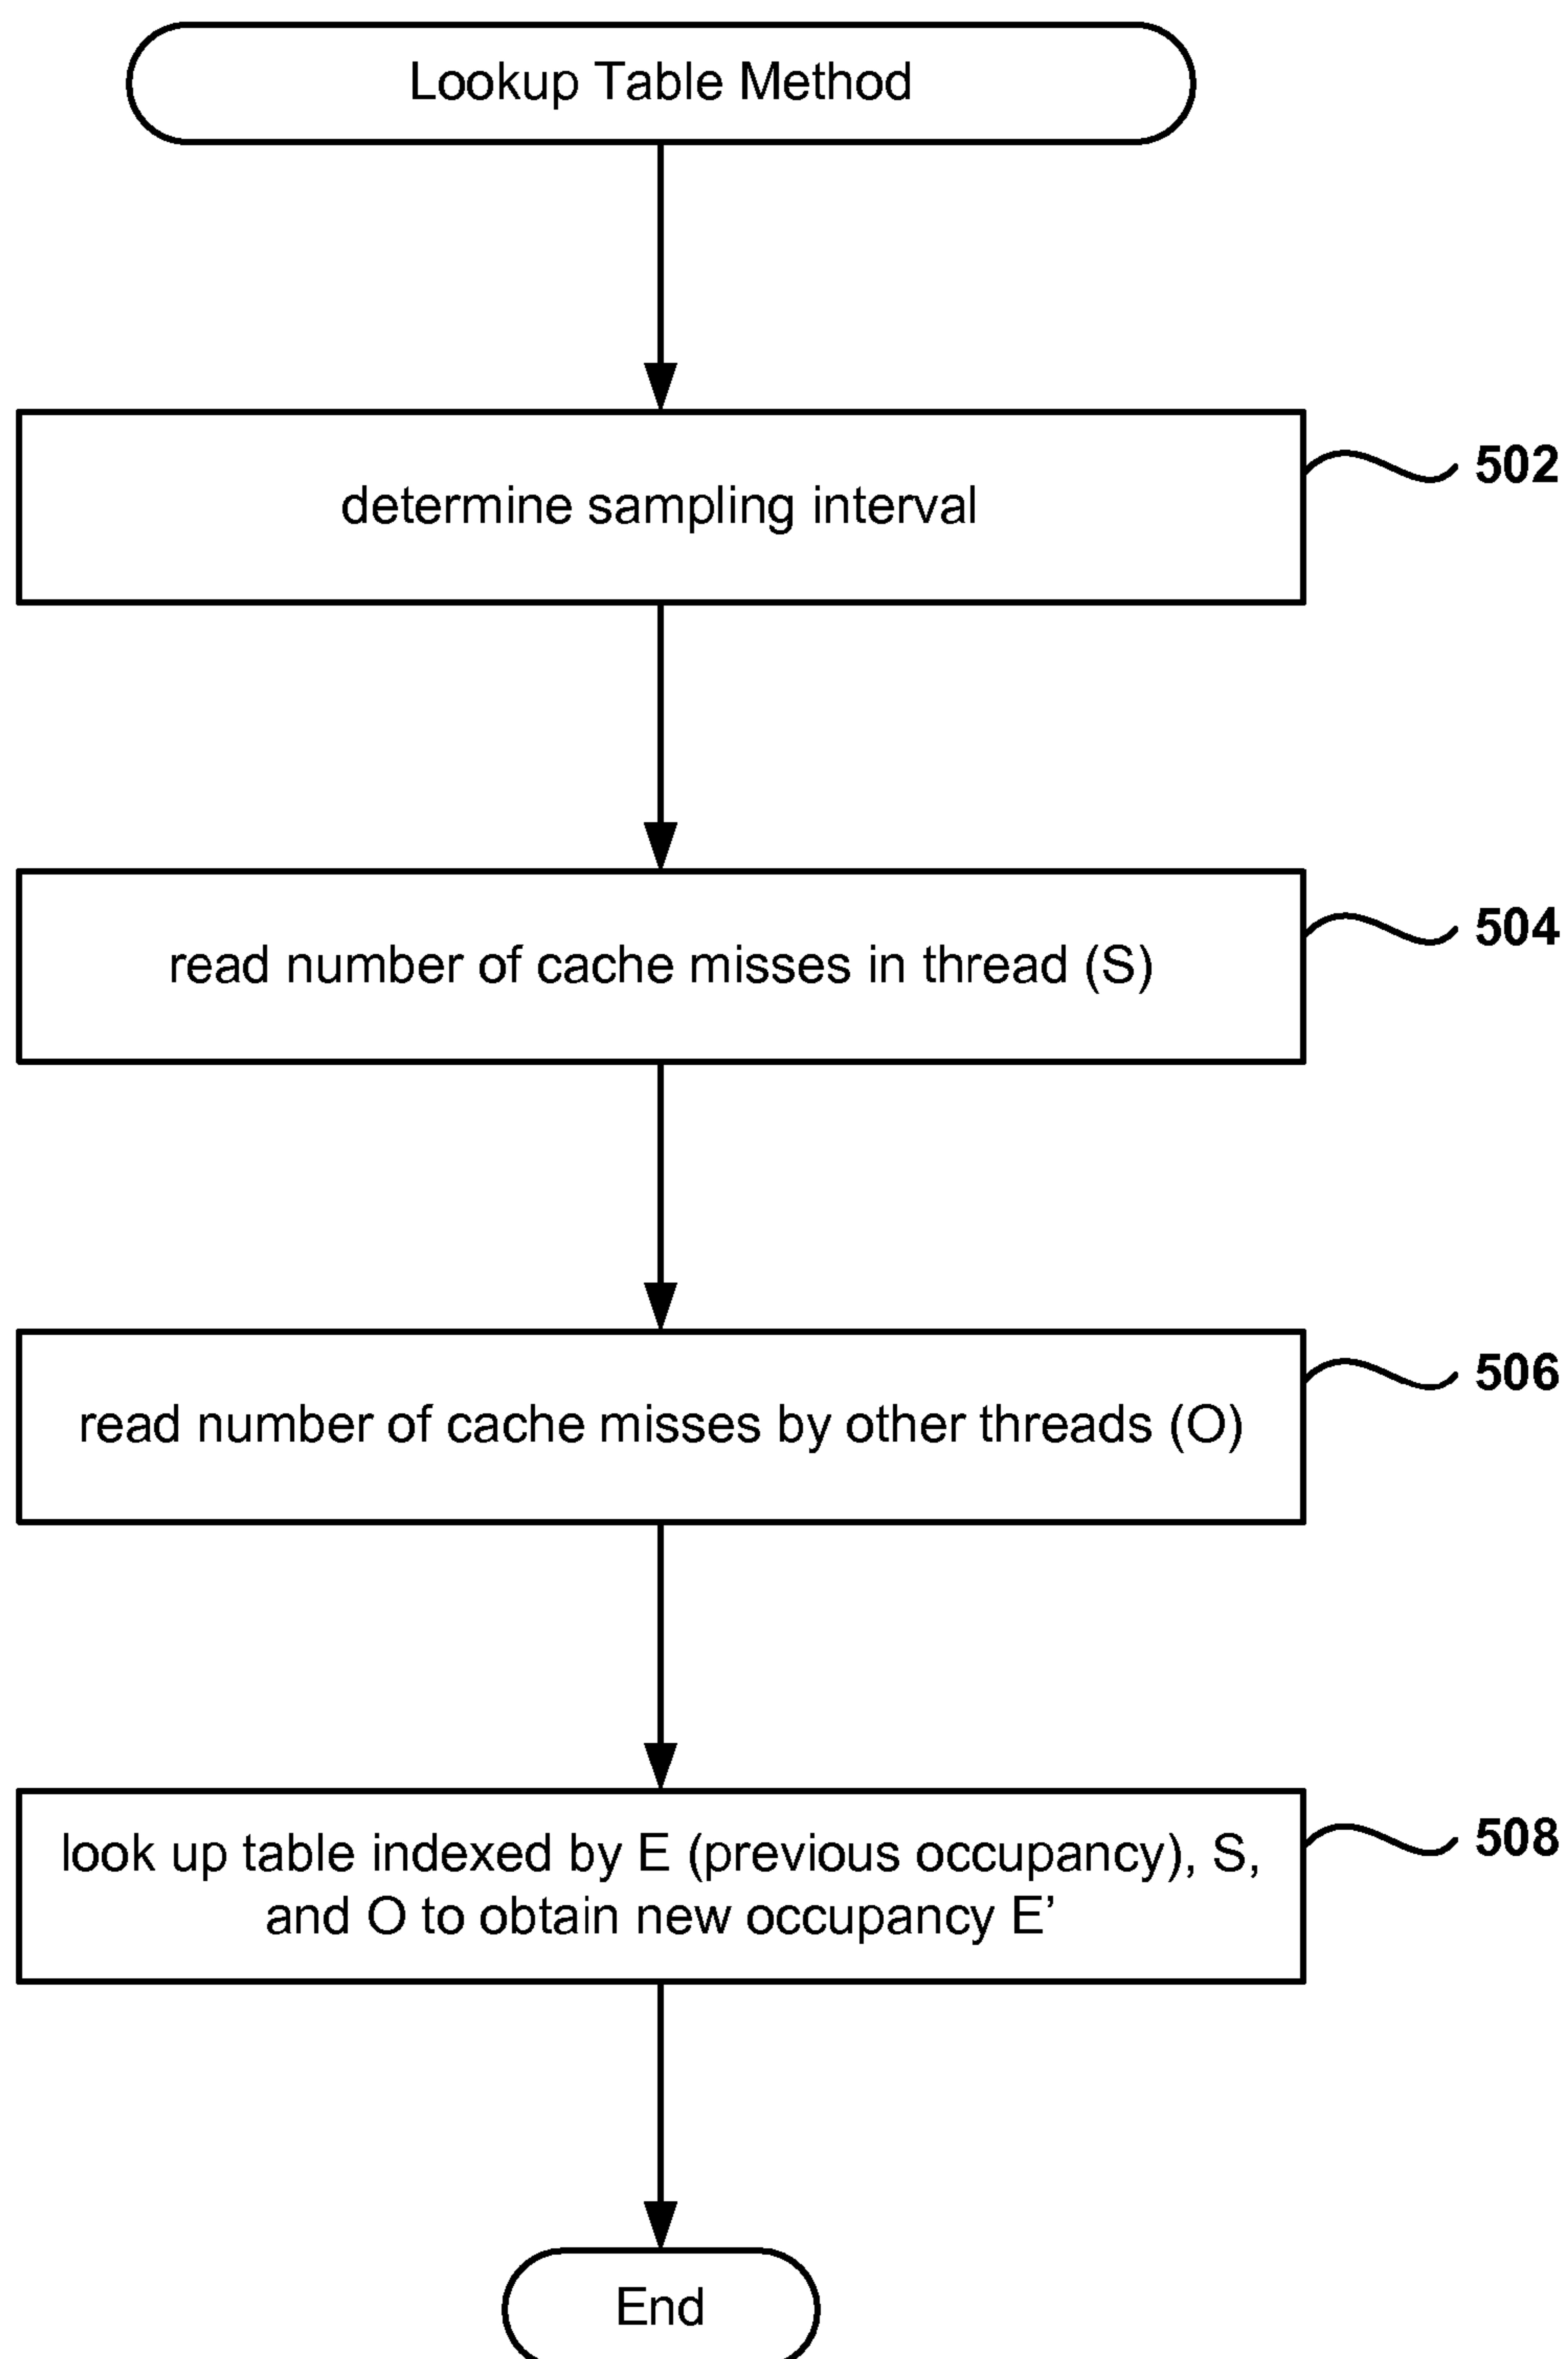 Lookup Table Method
determine sampling interval
502
read number of cache misses in thread (S)
504
read number of cache misses by other threads (O)
506
look up table indexed by E (previous occupancy), S,
and O to obtain new occupancy E’
508
End